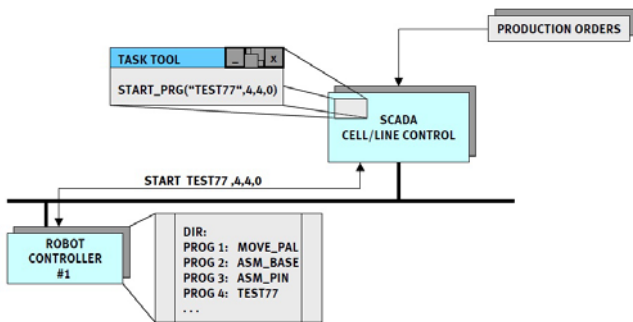 PRODUCTION ORDERS
TASK TOOL
_ x
START_PRG("TEST77",4,4,0)
SCADA
CELL/LINE CONTROL
START TEST77 ,4,4,0
ROBOT
CONTROLLER
#1
DIR:
PROG 1: MOVE_PAL
PROG 2: ASM_BASE
PROG 3: ASM_PIN
PROG 4: TEST77
. . .